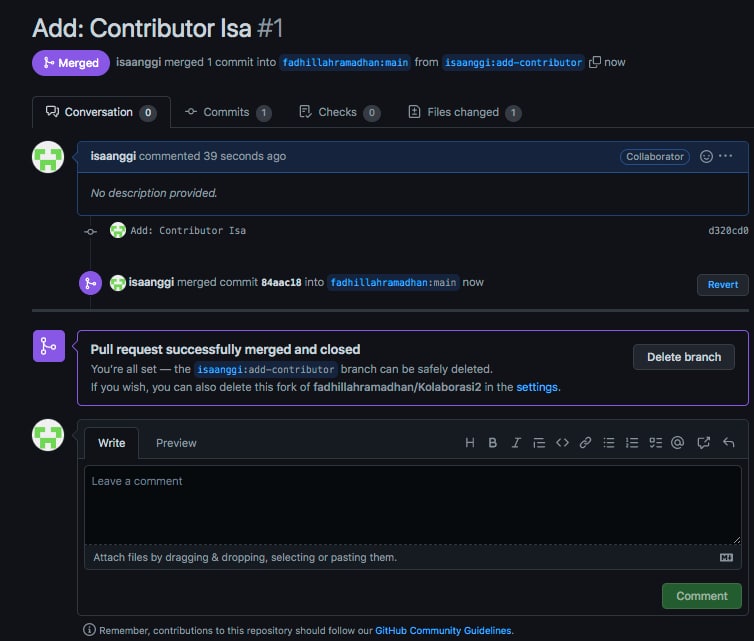 Add: Contributor Isa #1
Merged isaanggi merged 1 commit into fadhillahramadhan:main from isaanggi:add-contributor now
Conversation 0 Commits 1 Checks 0 Files changed 1
isaanggi commented 39 seconds ago Collaborator
No description provided.
Add: Contributor Isa d320cd0
isaanggi merged commit 84aac18 into fadhillahramadhan:main now Revert
Pull request successfully merged and closed
You're all set — the isaanggi:add-contributor branch can be safely deleted.
Delete branch
If you wish, you can also delete this fork of fadhillahramadhan/Kolaborasi2 in the settings.
Write Preview
Leave a comment
Attach files by dragging & dropping, selecting or pasting them.
Comment
Remember, contributions to this repository should follow our GitHub Community Guidelines.